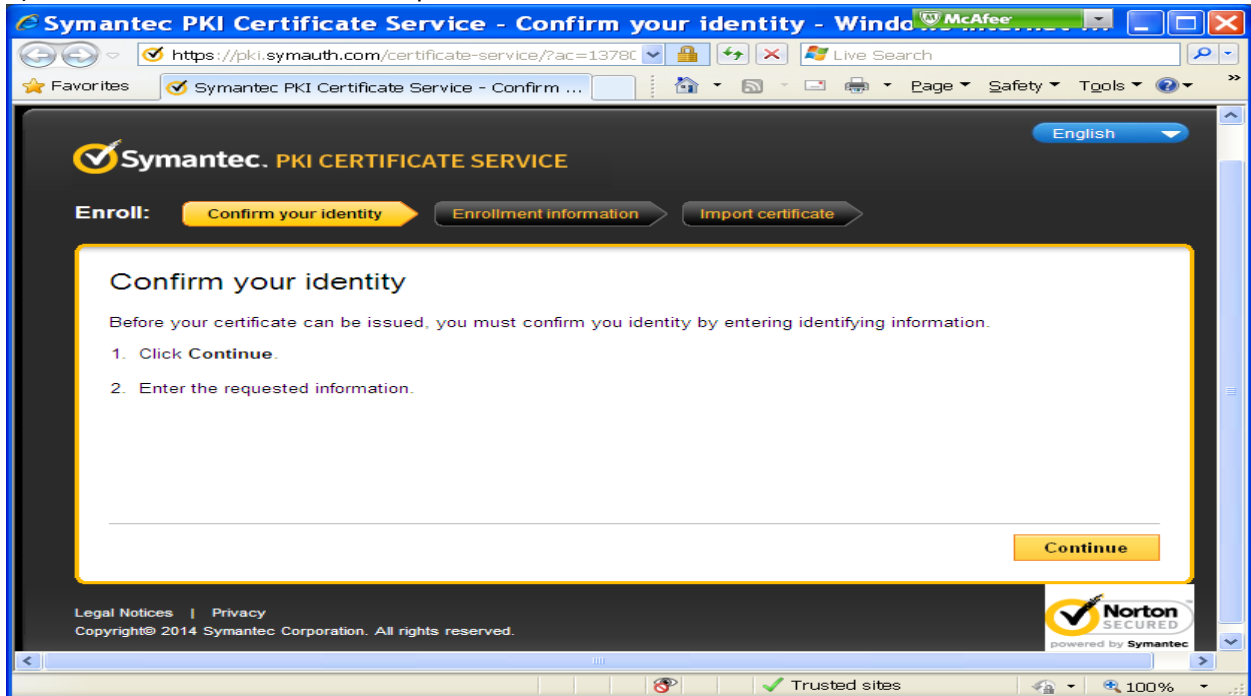 Symantec PKI Certificate Service - Confirm your identity - Windo
McAfee
https://pki.symauth.com/certificate-service/?ac=1378
Live Search
Favorites
Symantec PKI Certificate Service - Confirm ...
Page
Safety
Tools
»
English
Symantec. PKI CERTIFICATE SERVICE
Enroll:
Confirm your identity
Enrollment information
Import certificate
Confirm your identity
Before your certificate can be issued, you must confirm you identity by entering identifying information.
1. Click Continue.
2. Enter the requested information.
Continue
Legal Notices | Privacy
Copyright© 2014 Symantec Corporation. All rights reserved.
Norton
SECURED
powered by Symantec
Trusted sites
100%